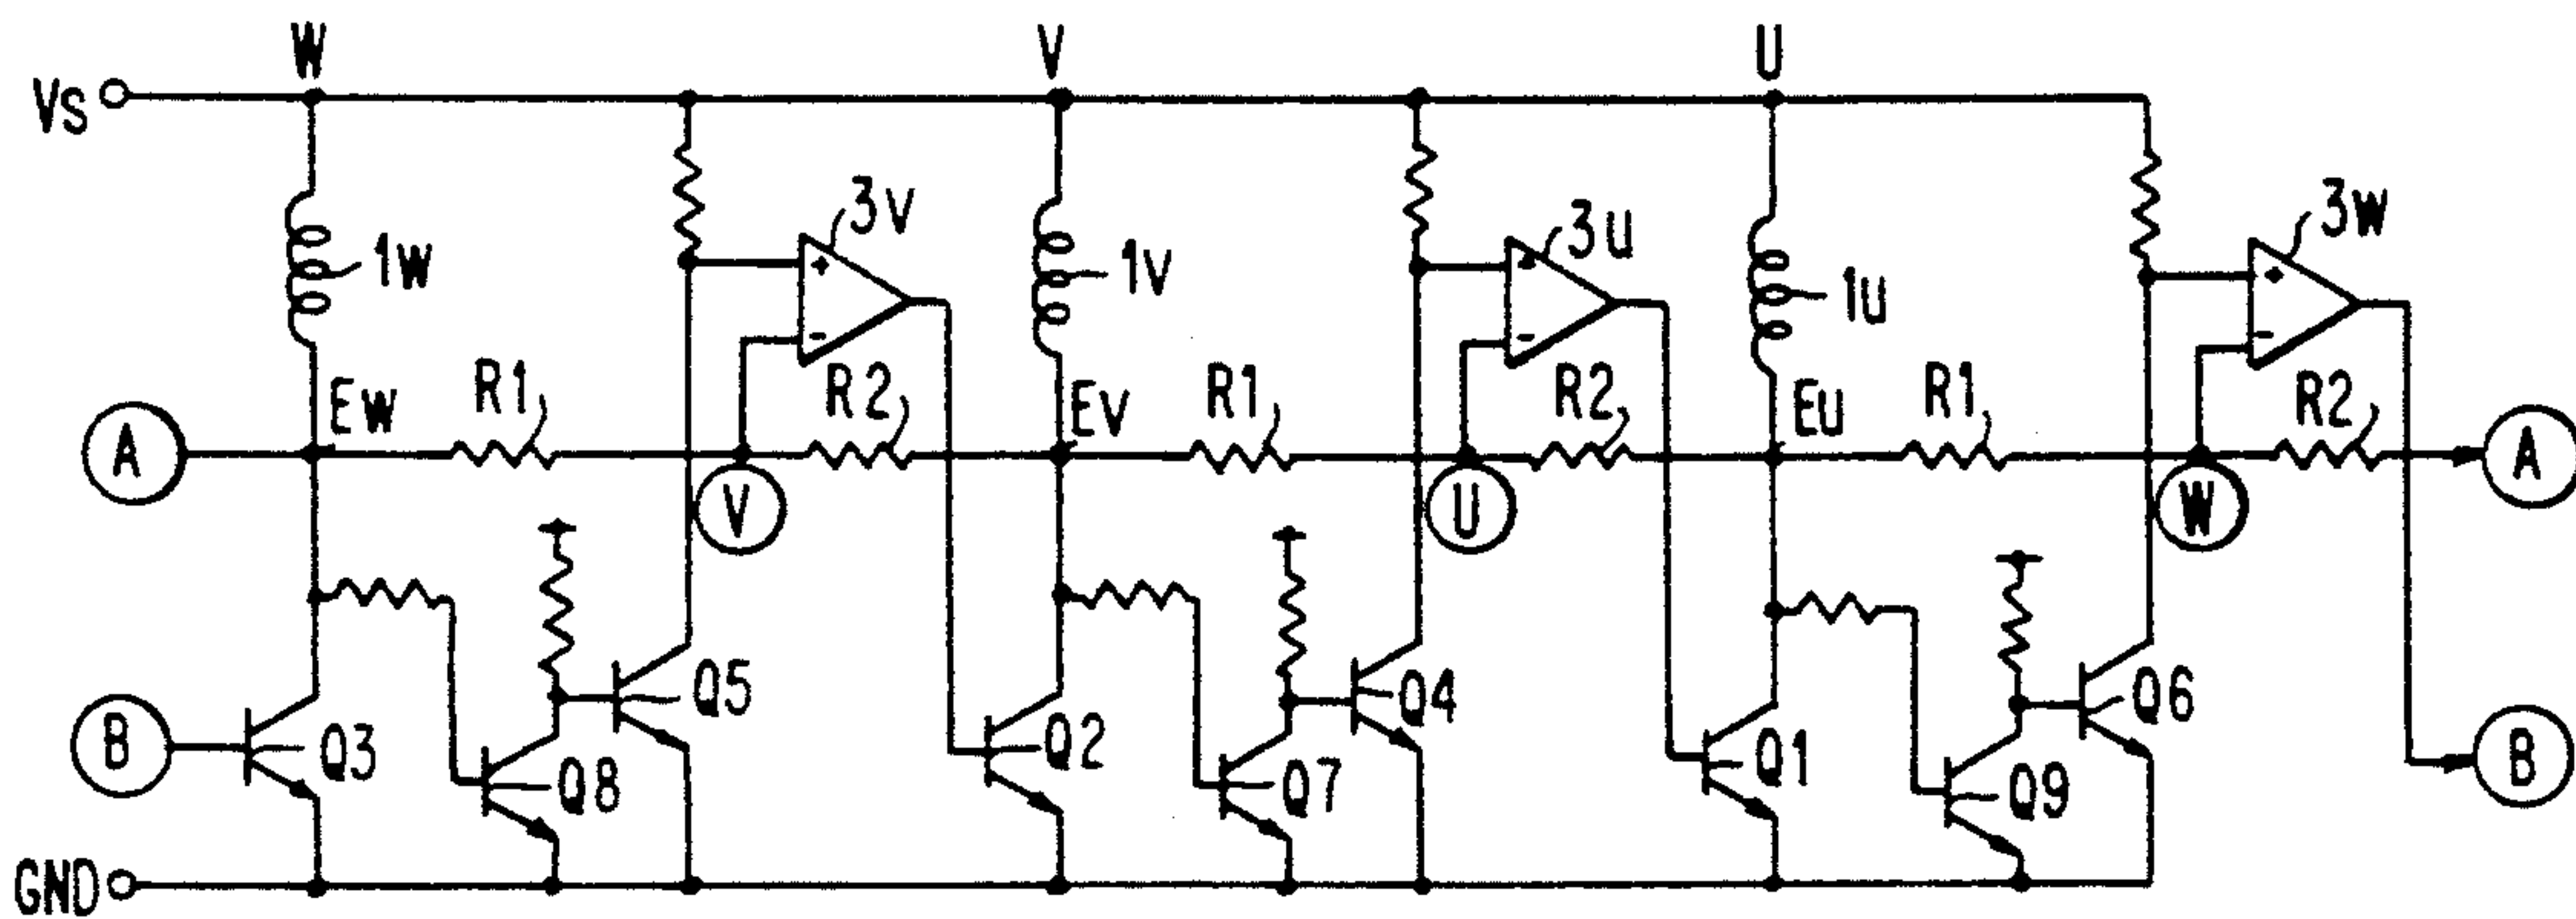 W V U
Vs
3v 3u 3w
1w 1v 1u
+ + +
- - -
Ew R1 R2 Ev R1 R2 Eu R1 R2
A V U W A
Q5 Q4 Q6
B Q3 Q8 Q2 Q7 Q1 Q9 B
GND